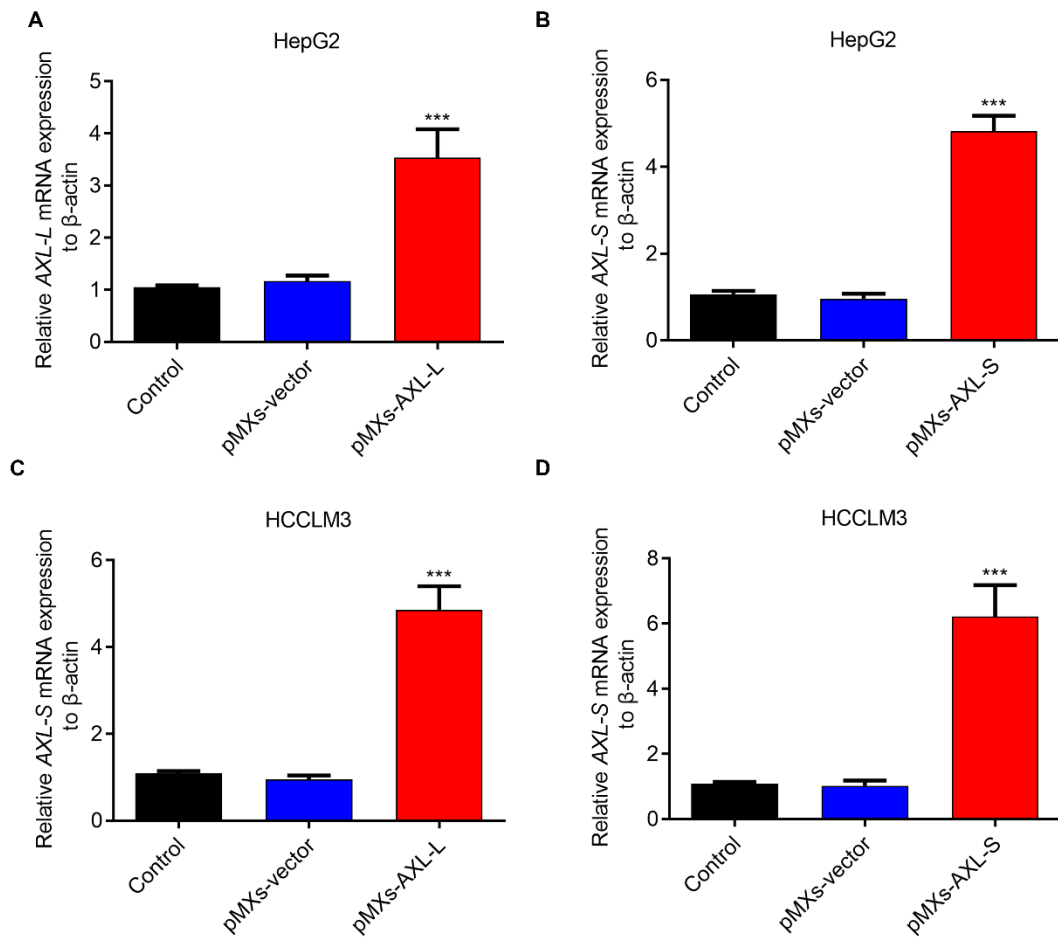 A
HepG2
Relative AXL-L mRNA expression
to β-actin
5
4
3
2
1
0
***
Control
pMXs-vector
pMXs-AXL-L
B
HepG2
Relative AXL-S mRNA expression
to β-actin
6
4
2
0
***
Control
pMXs-vector
pMXs-AXL-S
C
HCCLM3
Relative AXL-S mRNA expression
to β-actin
6
4
2
0
***
Control
pMXs-vector
pMXs-AXL-L
D
HCCLM3
Relative AXL-S mRNA expression
to β-actin
8
6
4
2
0
***
Control
pMXs-vector
pMXs-AXL-S